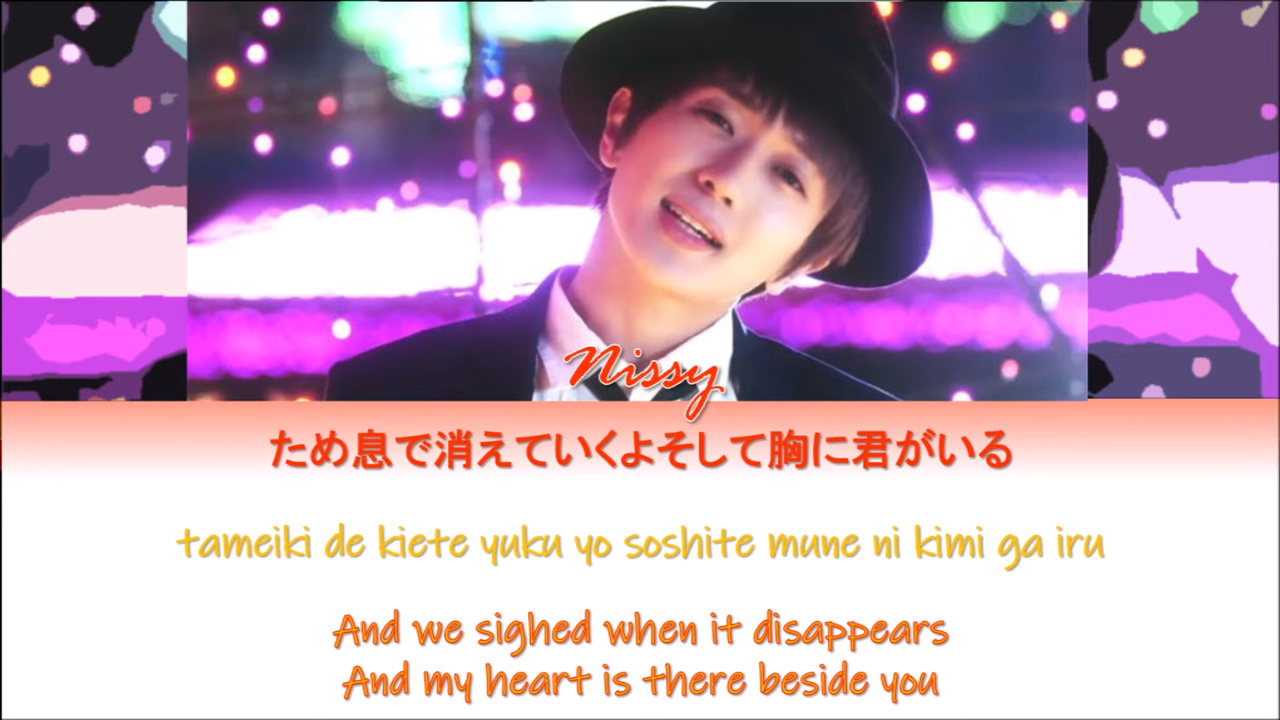 Nissy
ため息で消えていくよそして胸に君がいる
tameiki de kiete yuku yo soshite mune ni kimi ga iru
And we sighed when it disappears
And my heart is there beside you